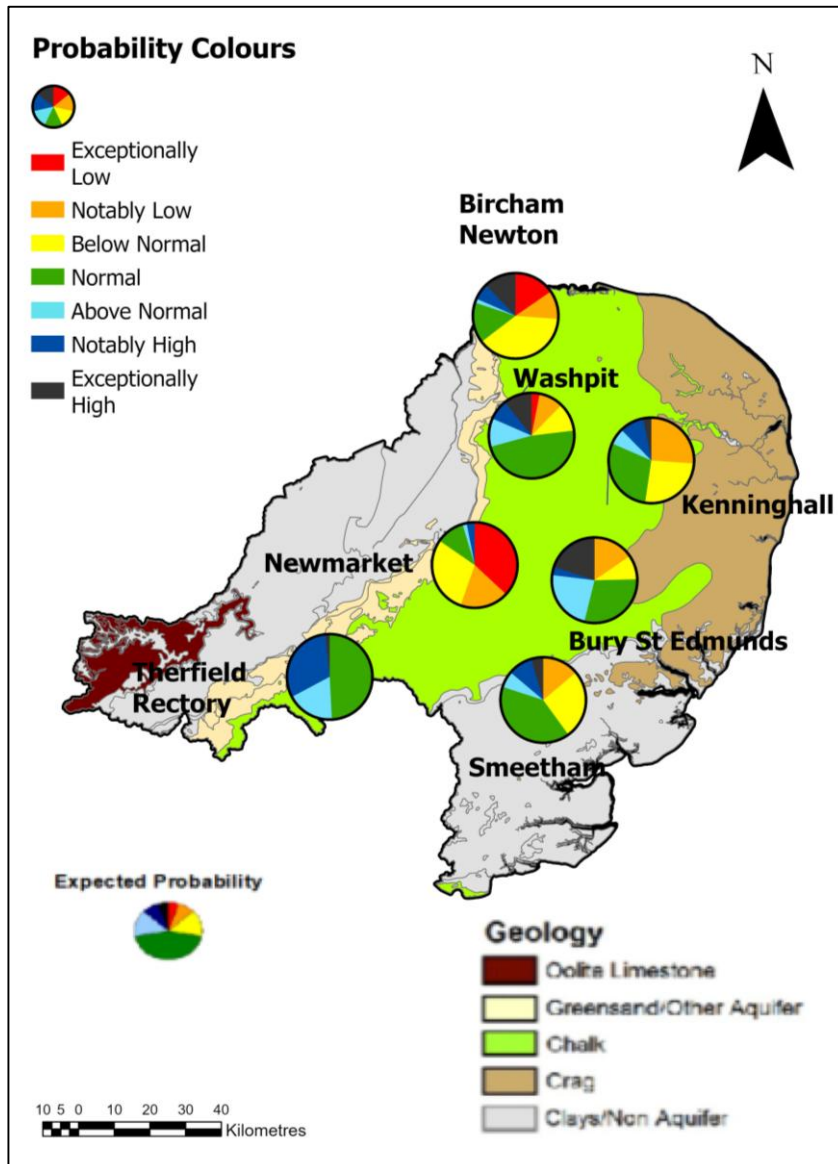 Probability Colours
N
Exceptionally
Low
Notably Low
Below Normal
Normal
Above Normal
Notably High
Exceptionally
High
Bircham
Newton
Washpit
Kenninghall
Newmarket
Bury St Edmunds
Therfield
Rectory
Smeetham
Expected Probability
Geology
Oolite Limestone
Greensand/Other Aquifer
Chalk
Crag
Clays/Non Aquifer
10 5 0 10 20 30 40
Kilometres